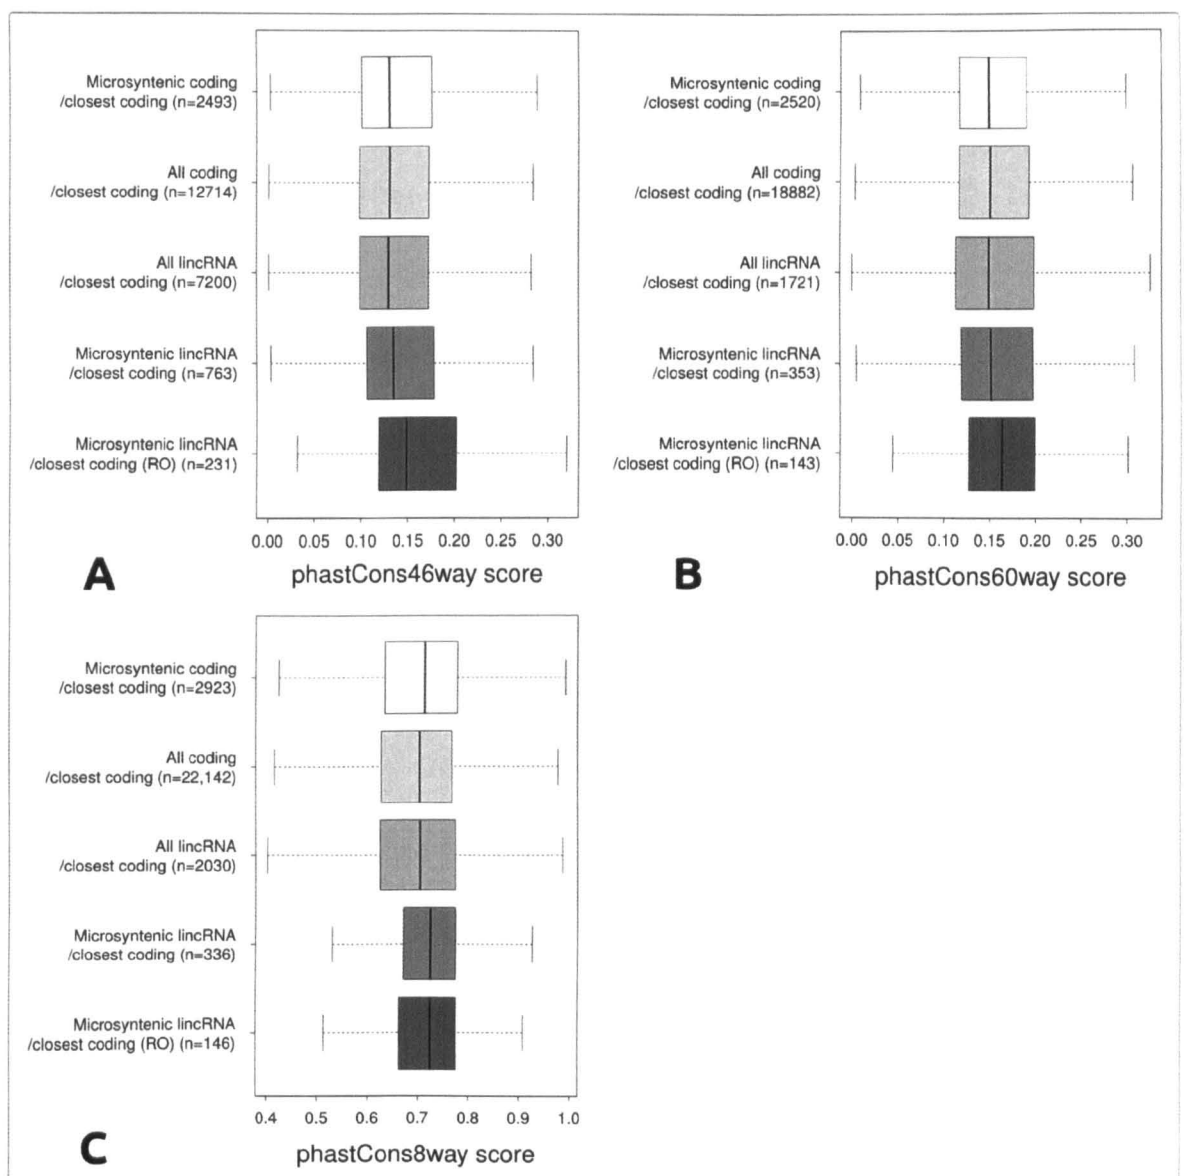 Microsyntenic coding
/closest coding (n=2493)
All coding
/closest coding (n=12714)
All lincRNA
/closest coding (n=7200)
Microsyntenic lincRNA
/closest coding (n=763)
Microsyntenic lincRNA
/closest coding (RO) (n=231)
0.00 0.05 0.10 0.15 0.20 0.25 0.30
A
phastCons46way score
Microsyntenic coding
/closest coding (n=2520)
All coding
/closest coding (n=18882)
All lincRNA
/closest coding (n=1721)
Microsyntenic lincRNA
/closest coding (n=353)
Microsyntenic lincRNA
/closest coding (RO) (n=143)
0.00 0.05 0.10 0.15 0.20 0.25 0.30
B
phastCons60way score
Microsyntenic coding
/closest coding (n=2923)
All coding
/closest coding (n=22,142)
All lincRNA
/closest coding (n=2030)
Microsyntenic lincRNA
/closest coding (n=336)
Microsyntenic lincRNA
/closest coding (RO) (n=146)
0.4 0.5 0.6 0.7 0.8 0.9 1.0
C
phastCons8way score